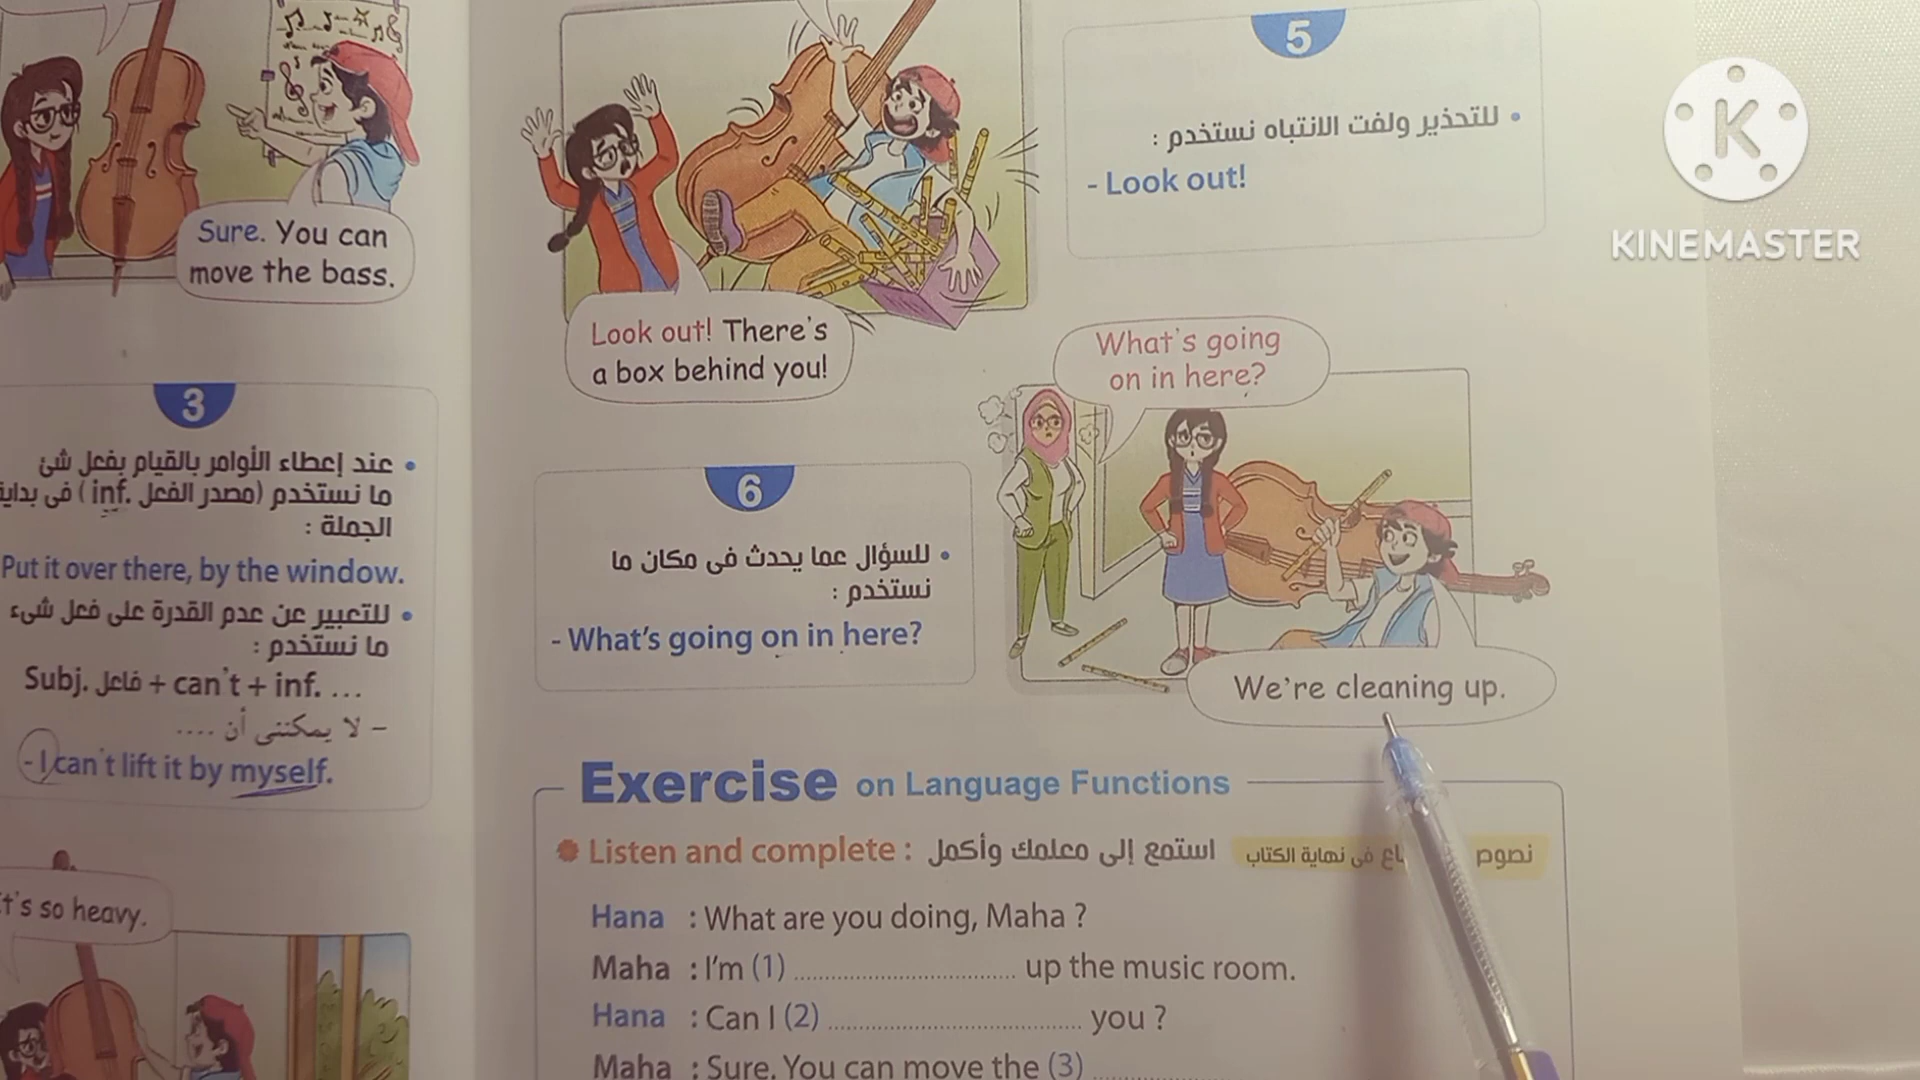 Sure. You can
move the bass.
3
• عند إعطاء الأوامر بالقيام بفعل شئ
ما نستخدم (مصدر الفعل inf.) فى بداية
الجملة :
Put it over there, by the window.
• للتعبير عن عدم القدرة على فعل شىء
ما نستخدم :
Subj. فاعل + can't + inf. ...
– لا يمكننى أن ....
- I can't lift it by myself.
t's so heavy.
Look out! There's
a box behind you!
5
• للتحذير ولفت الانتباه نستخدم :
- Look out!
What's going
on in here?
6
• للسؤال عما يحدث فى مكان ما
نستخدم :
- What's going on in here?
We're cleaning up.
Exercise on Language Functions
Listen and complete : استمع إلى معلمك وأكمل
فى نهاية الكتاب
Hana : What are you doing, Maha ?
Maha : I'm (1) ........................ up the music room.
Hana : Can I (2) ........................ you ?
Maha : Sure. You can move the (3) ............
K
KINEMASTER